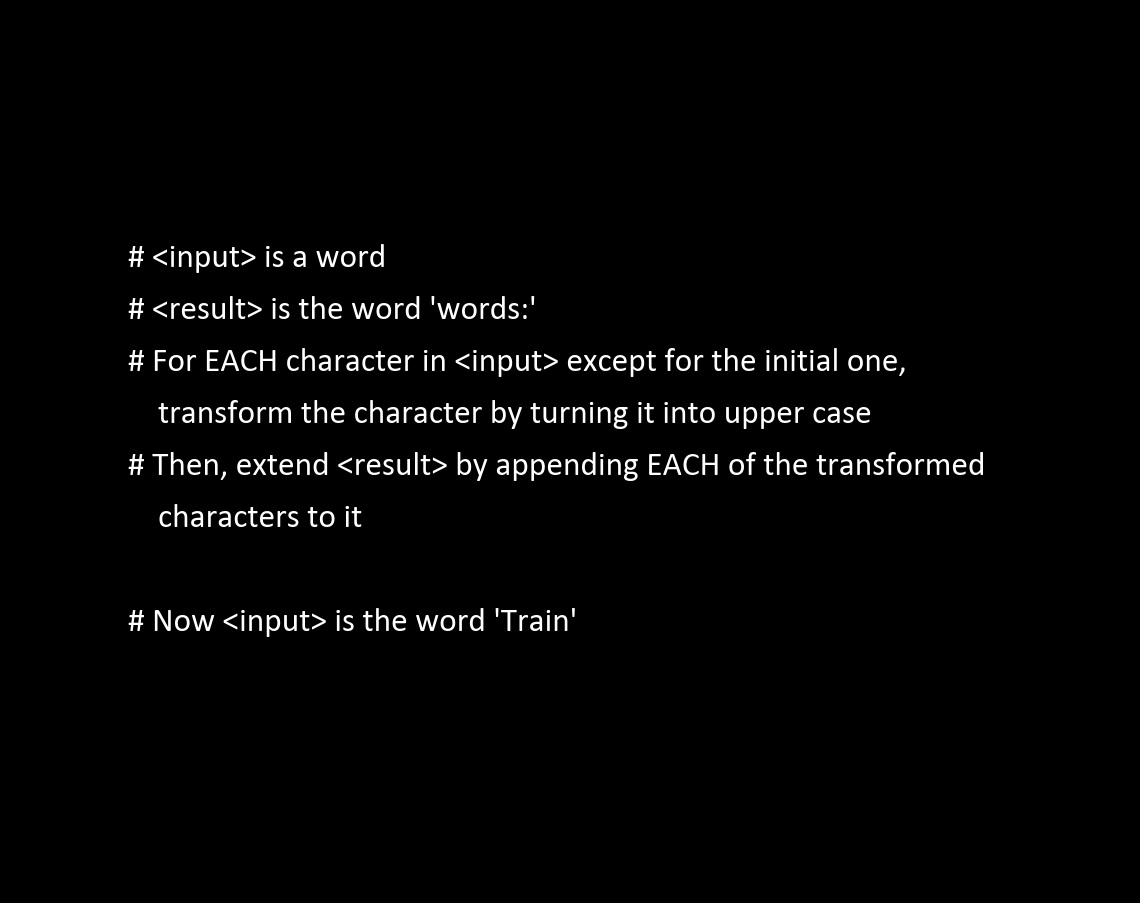 # <input> is a word
# <result> is the word 'words:'
# For EACH character in <input> except for the initial one,
transform the character by turning it into upper case
# Then, extend <result> by appending EACH of the transformed
characters to it
# Now <input> is the word 'Train'